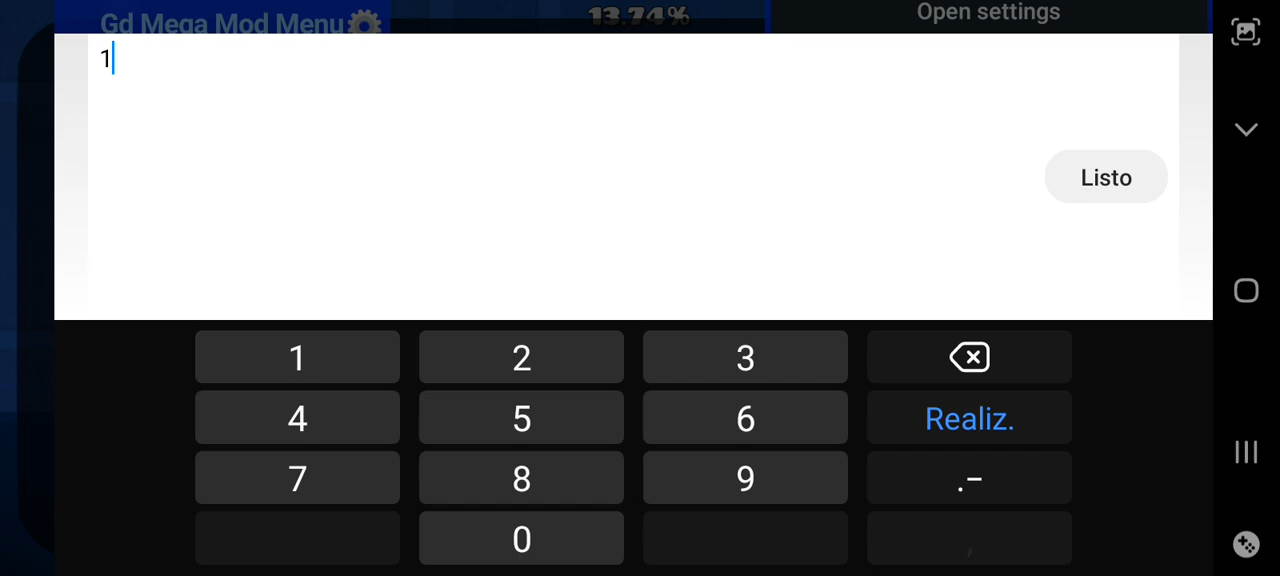 Gd Mega Mod Menu
13.74%
Open settings
1
Listo
1 2 3
4 5 6 Realiz.
7 8 9 .-
0 ,